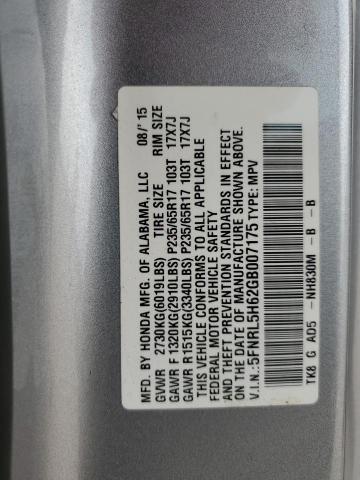 MFD. BY HONDA MFG. OF ALABAMA, LLC 08/'15
GVWR 2730KG(6019LBS) TIRE SIZE RIM SIZE
GAWR F 1320KG(2910LBS) P235/65R17 103T 17X7J
GAWR R1515KG(3340LBS) P235/65R17 103T 17X7J
THIS VEHICLE CONFORMS TO ALL APPLICABLE
FEDERAL MOTOR VEHICLE SAFETY
AND THEFT PREVENTION STANDARDS IN EFFECT
ON THE DATE OF MANUFACTURE SHOWN ABOVE.
V.I.N.:5FNRL5H62GB007175 TYPE: MPV
TK8 G AD5 -NH830M -B -B